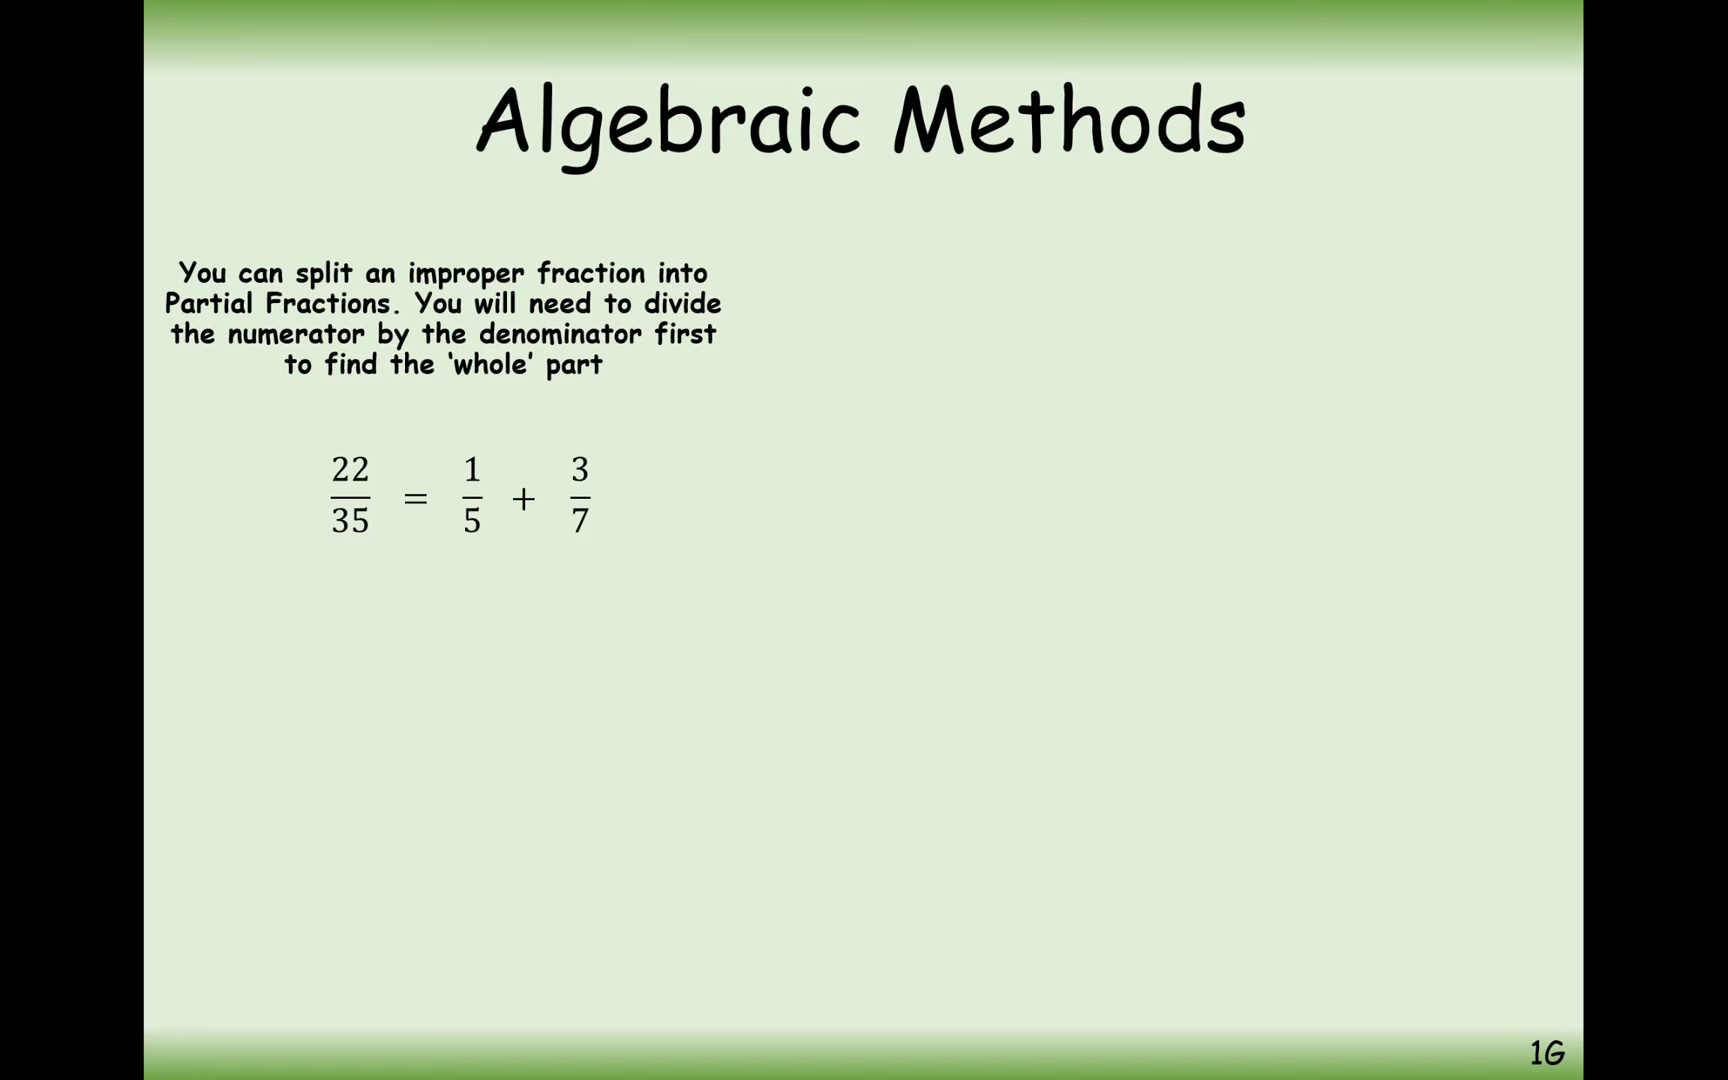 Algebraic Methods
You can split an improper fraction into
Partial Fractions. You will need to divide
the numerator by the denominator first
to find the ‘whole’ part
22/35 = 1/5 + 3/7
1G